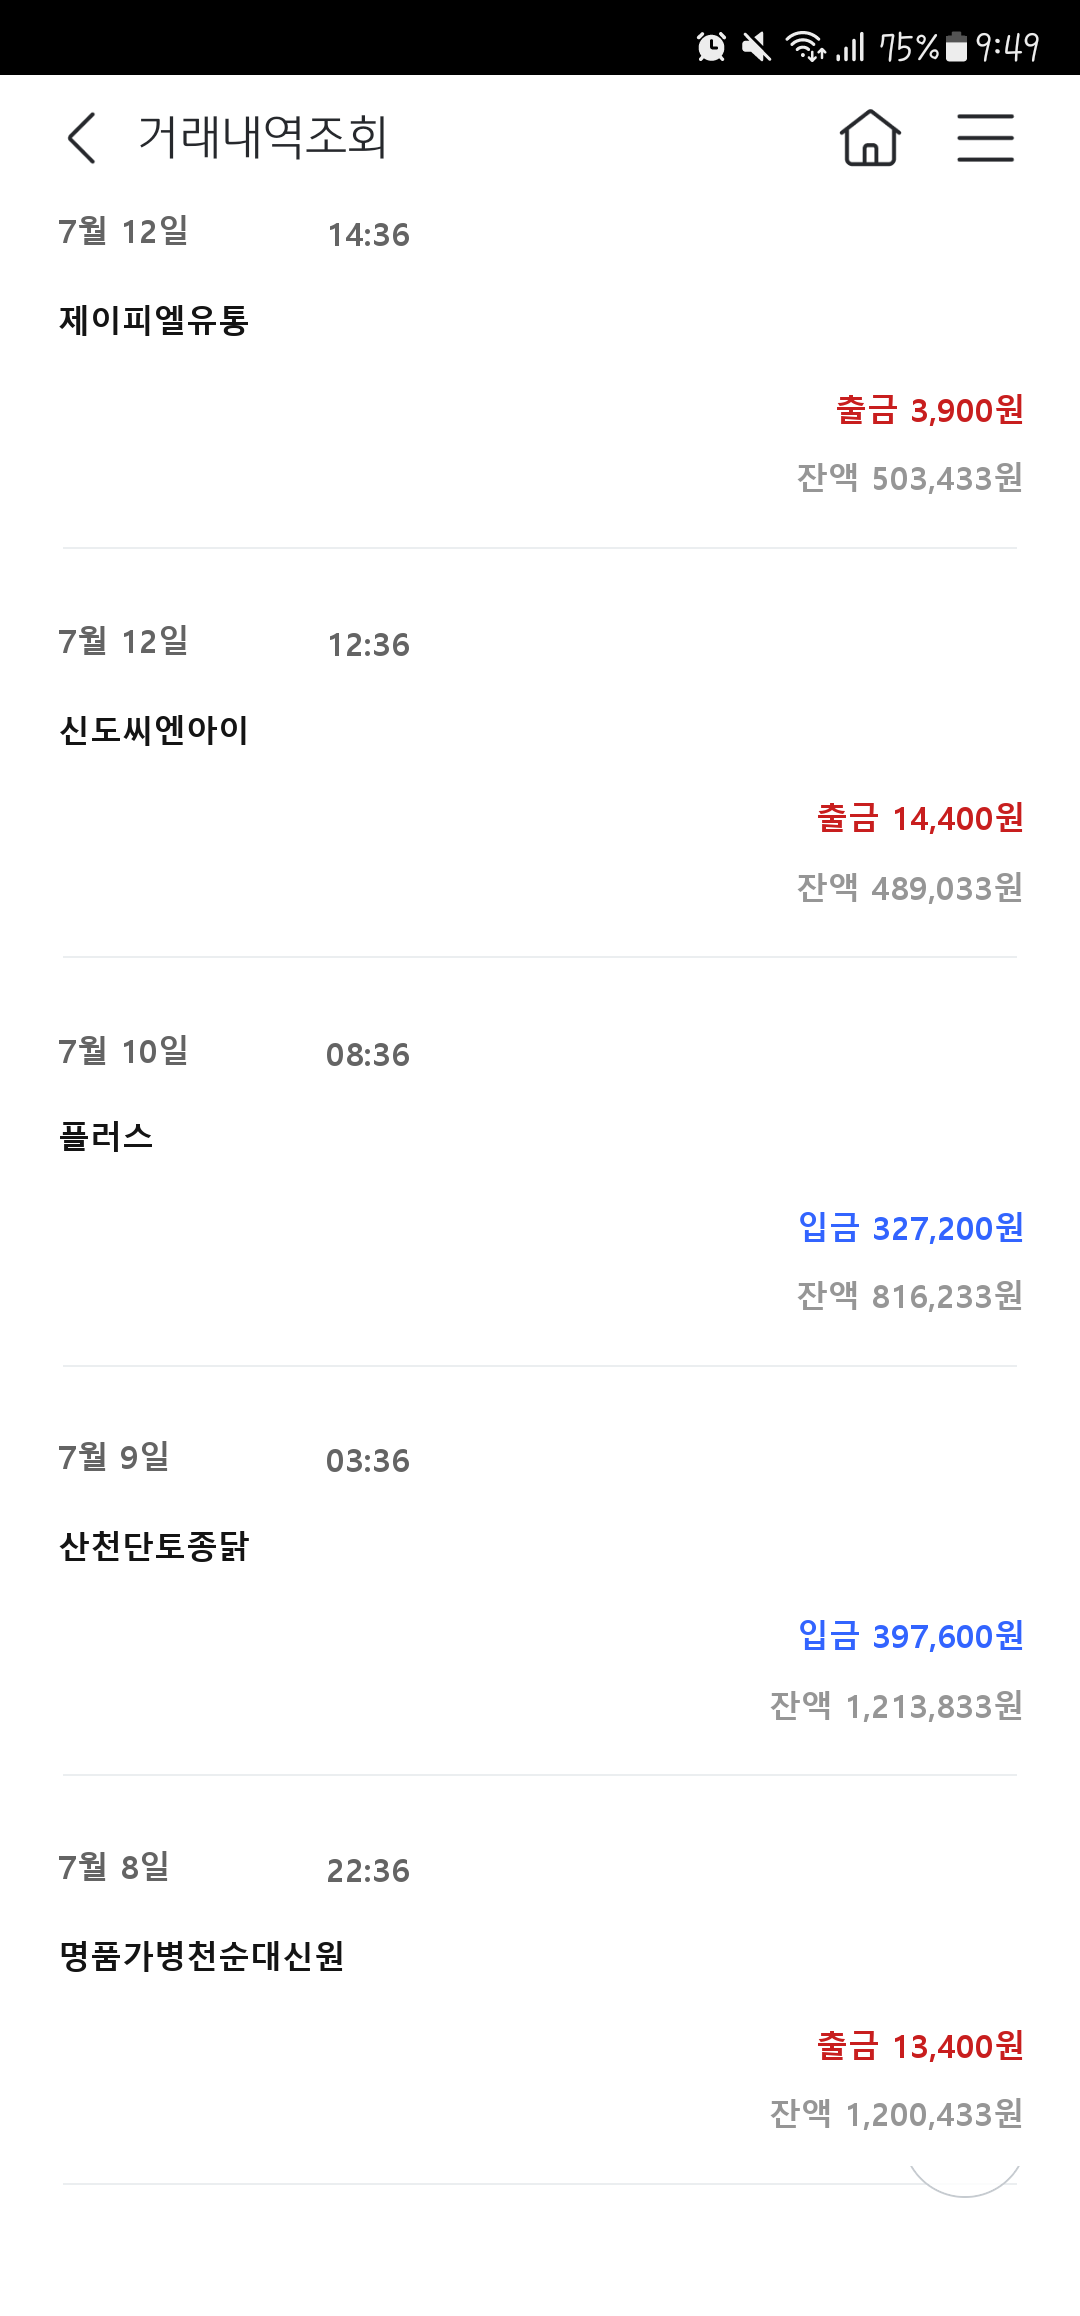 75% 9:49
거래내역조회
7월 12일 14:36
제이피엘유통
출금 3,900원
잔액 503,433원
7월 12일 12:36
신도씨엔아이
출금 14,400원
잔액 489,033원
7월 10일 08:36
플러스
입금 327,200원
잔액 816,233원
7월 9일 03:36
산천단토종닭
입금 397,600원
잔액 1,213,833원
7월 8일 22:36
명품가병천순대신원
출금 13,400원
잔액 1,200,433원